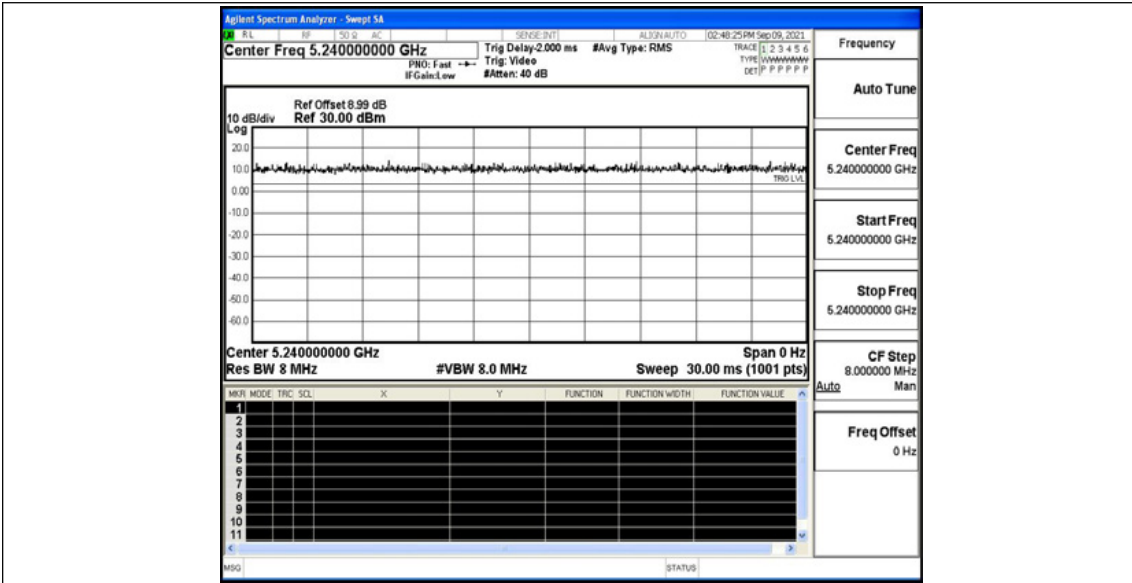 Agilent Spectrum Analyzer - Swept SA
RL RF 50 Ω AC SENSE:INT ALIGN AUTO 02:48:25 PM Sep 09, 2021
Center Freq 5.240000000 GHz
Trig Delay-2.000 ms #Avg Type: RMS
TRACE 1 2 3 4 5 6
PNO: Fast Trig: Video
TYPE WWWWWW
IFGain:Low #Atten: 40 dB
DET P P P P P P
Ref Offset 8.99 dB
10 dB/div Ref 30.00 dBm
Log
20.0
10.0
TRIG LVL
0.00
-10.0
-20.0
-30.0
-40.0
-50.0
-60.0
Center 5.240000000 GHz Span 0 Hz
Res BW 8 MHz #VBW 8.0 MHz Sweep 30.00 ms (1001 pts)
MKR MODE TRC SCL X Y FUNCTION FUNCTION WIDTH FUNCTION VALUE
1
2
3
4
5
6
7
8
9
10
11
MSG STATUS
Frequency
Auto Tune
Center Freq
5.240000000 GHz
Start Freq
5.240000000 GHz
Stop Freq
5.240000000 GHz
CF Step
8.000000 MHz
Auto Man
Freq Offset
0 Hz